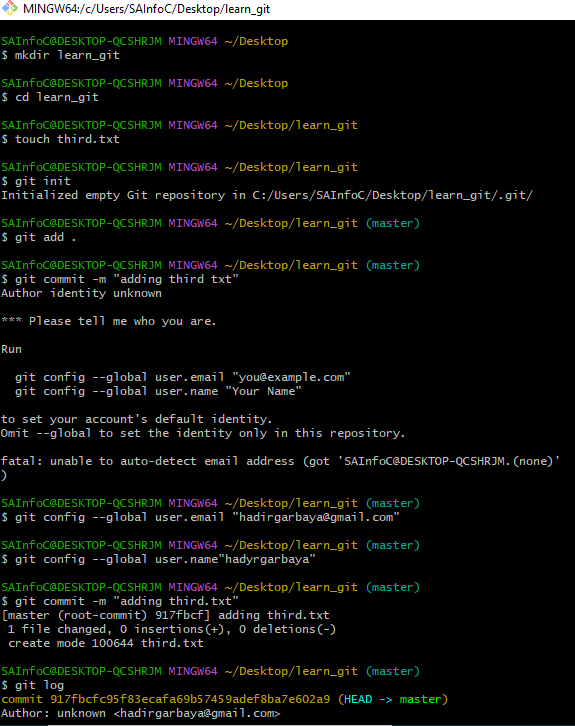 MINGW64:/c/Users/SAInfoC/Desktop/learn_git
SAInfoC@DESKTOP-QCSHRJM MINGW64 ~/Desktop
$ mkdir learn_git
SAInfoC@DESKTOP-QCSHRJM MINGW64 ~/Desktop
$ cd learn_git
SAInfoC@DESKTOP-QCSHRJM MINGW64 ~/Desktop/learn_git
$ touch third.txt
SAInfoC@DESKTOP-QCSHRJM MINGW64 ~/Desktop/learn_git
$ git init
Initialized empty Git repository in C:/Users/SAInfoC/Desktop/learn_git/.git/
SAInfoC@DESKTOP-QCSHRJM MINGW64 ~/Desktop/learn_git (master)
$ git add .
SAInfoC@DESKTOP-QCSHRJM MINGW64 ~/Desktop/learn_git (master)
$ git commit -m "adding third txt"
Author identity unknown
*** Please tell me who you are.
Run
git config --global user.email "you@example.com"
git config --global user.name "Your Name"
to set your account's default identity.
Omit --global to set the identity only in this repository.
fatal: unable to auto-detect email address (got 'SAInfoC@DESKTOP-QCSHRJM.(none)'
)
SAInfoC@DESKTOP-QCSHRJM MINGW64 ~/Desktop/learn_git (master)
$ git config --global user.email "hadirgarbaya@gmail.com"
SAInfoC@DESKTOP-QCSHRJM MINGW64 ~/Desktop/learn_git (master)
$ git config --global user.name"hadyrgarbaya"
SAInfoC@DESKTOP-QCSHRJM MINGW64 ~/Desktop/learn_git (master)
$ git commit -m "adding third.txt"
[master (root-commit) 917fbcf] adding third.txt
1 file changed, 0 insertions(+), 0 deletions(-)
create mode 100644 third.txt
SAInfoC@DESKTOP-QCSHRJM MINGW64 ~/Desktop/learn_git (master)
$ git log
commit 917fbcfc95f83ecafa69b57459adef8ba7e602a9 (HEAD -> master)
Author: unknown <hadirgarbaya@gmail.com>